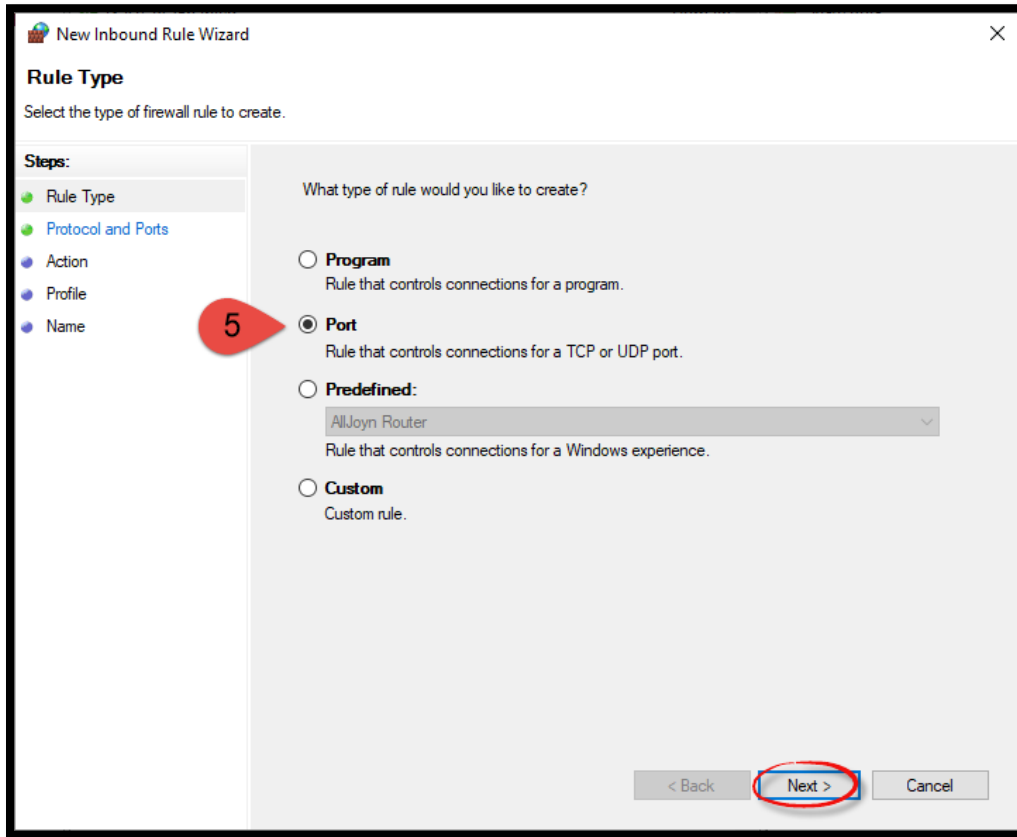 New Inbound Rule Wizard
Rule Type
Select the type of firewall rule to create.
Steps:
Rule Type
Protocol and Ports
Action
Profile
Name
What type of rule would you like to create?
Program
Rule that controls connections for a program.
5
Port
Rule that controls connections for a TCP or UDP port.
Predefined:
AllJoyn Router
Rule that controls connections for a Windows experience.
Custom
Custom rule.
< Back
Next >
Cancel